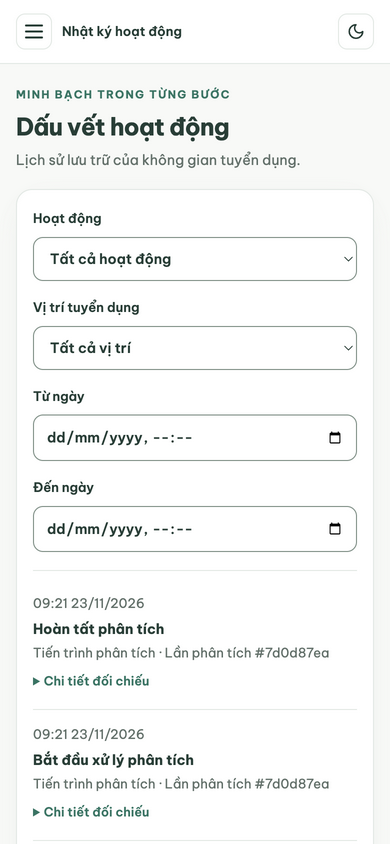 Nhật ký hoạt động
MINH BẠCH TRONG TỪNG BƯỚC
Dấu vết hoạt động
Lịch sử lưu trữ của không gian tuyển dụng.
Hoạt động
Tất cả hoạt động
Vị trí tuyển dụng
Tất cả vị trí
Từ ngày
dd/mm/yyyy, --:--
Đến ngày
dd/mm/yyyy, --:--
09:21 23/11/2026
Hoàn tất phân tích
Tiến trình phân tích · Lần phân tích #7d0d87ea
Chi tiết đối chiếu
09:21 23/11/2026
Bắt đầu xử lý phân tích
Tiến trình phân tích · Lần phân tích #7d0d87ea
Chi tiết đối chiếu